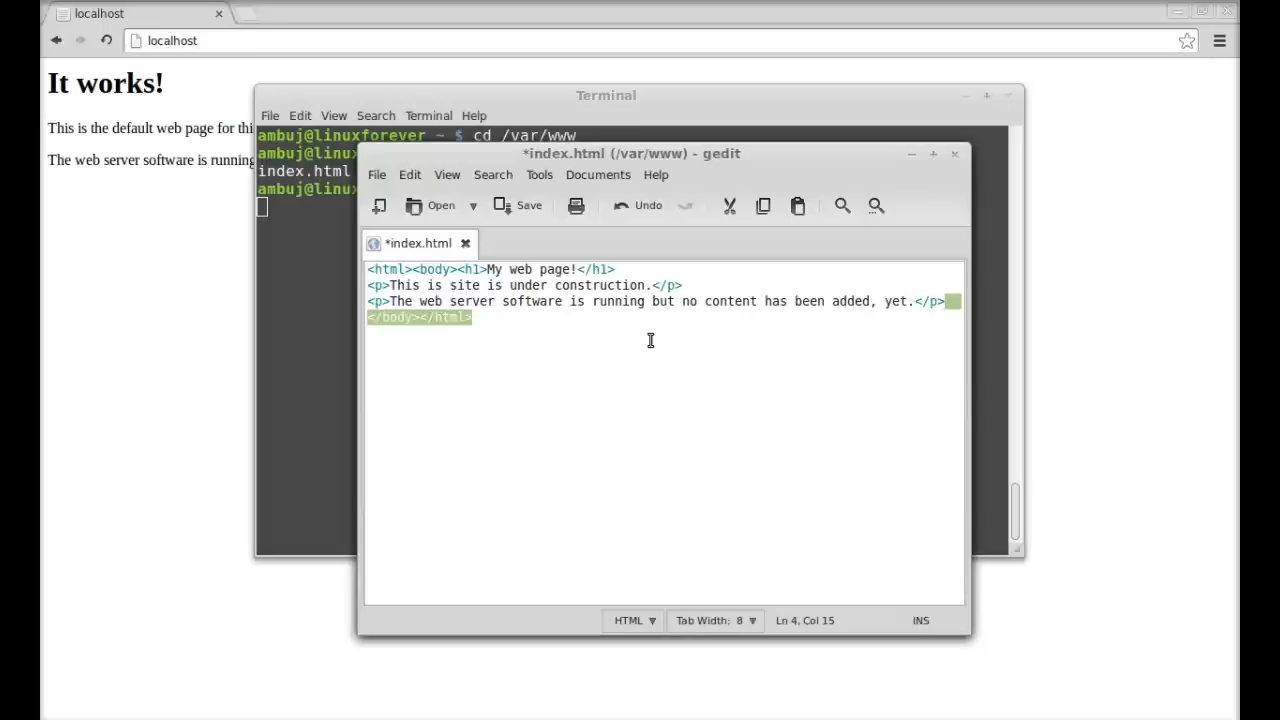 localhost
localhost
It works!
This is the default web page for thi
The web server software is running
Terminal
File Edit View Search Terminal Help
ambuj@linuxforever ~ $ cd /var/www
ambuj@linux
index.html
ambuj@linux
*index.html (/var/www) - gedit
File Edit View Search Tools Documents Help
Open Save Undo
*index.html
<html><body><h1>My web page!</h1>
<p>This is site is under construction.</p>
<p>The web server software is running but no content has been added, yet.</p>
</body></html>
HTML Tab Width: 8 Ln 4, Col 15 INS